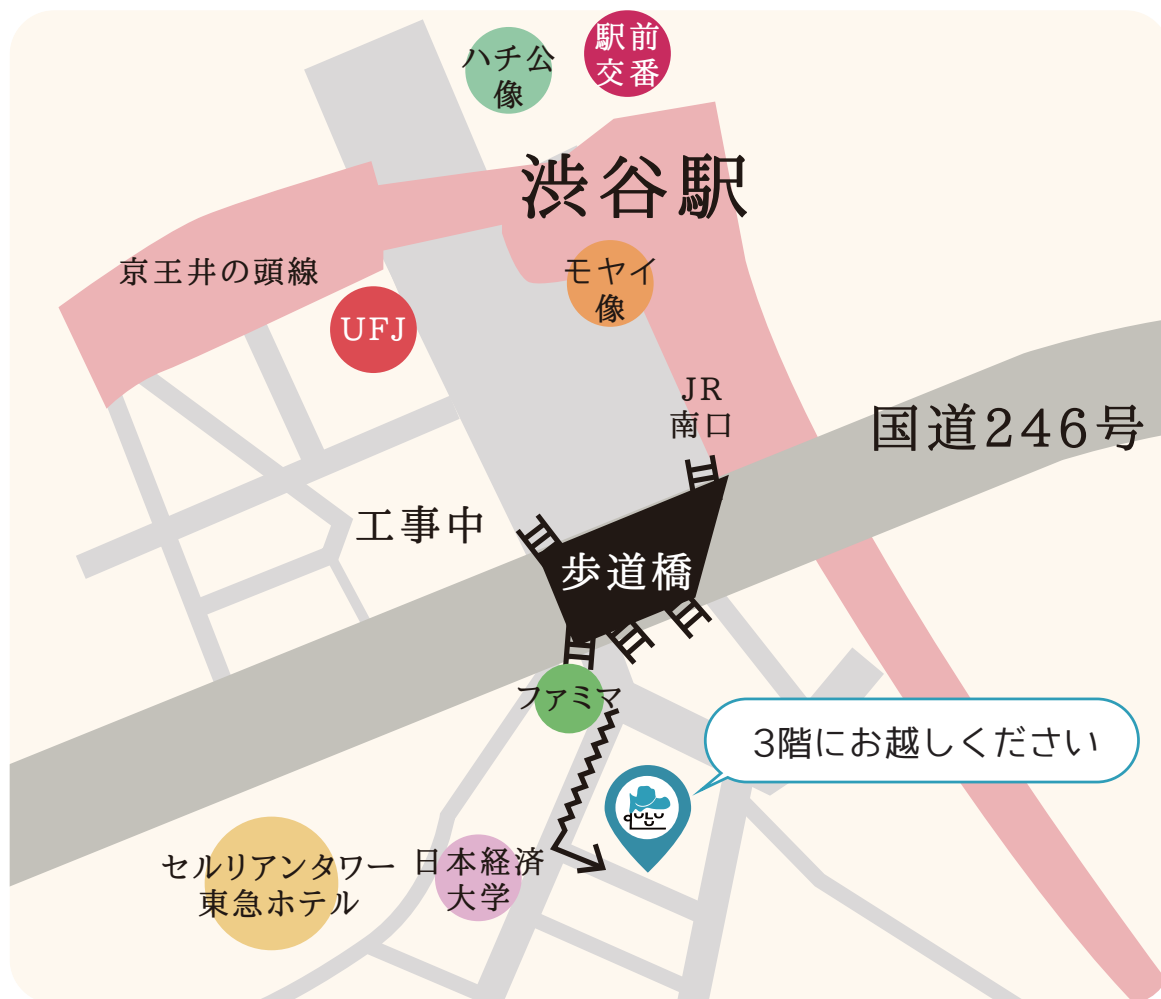 ハチ公
像
駅前
交番
渋谷駅
京王井の頭線
モヤイ
像
UFJ
JR
南口
国道246号
工事中
歩道橋
ファミマ
3階にお越しください
セルリアンタワー
東急ホテル
日本経済
大学